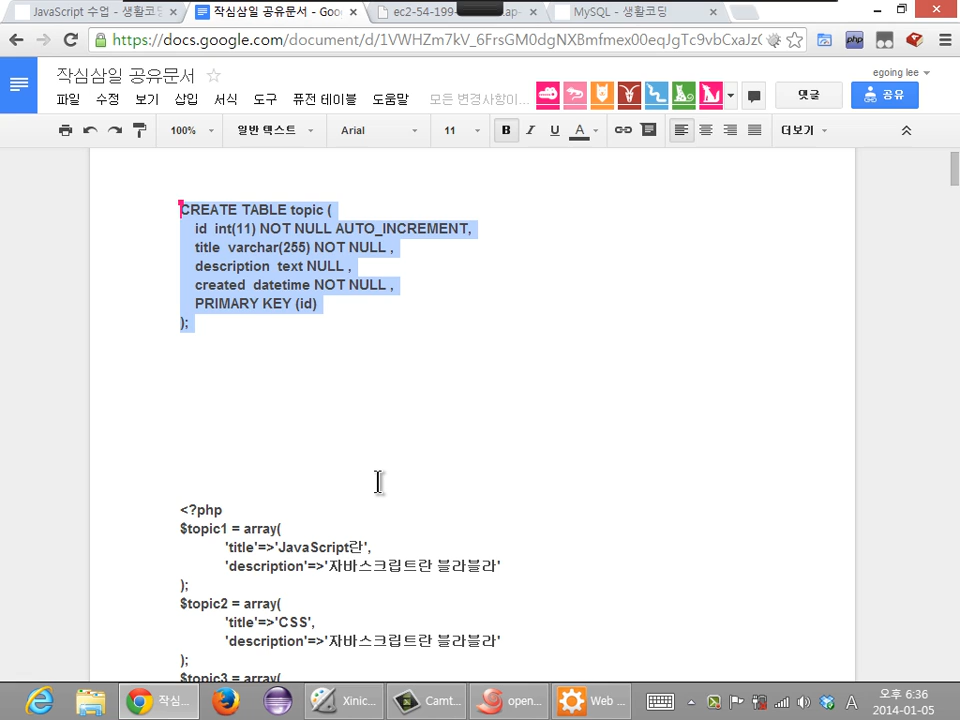 JavaScript 수업 - 생활코딩
작심삼일 공유문서 - Goo
ec2-54-199
ap-
MySQL - 생활코딩
https://docs.google.com/document/d/1VWHZm7kV_6FrsGM0dgNXBmfmex00eqJgTc9vbCxaJz
php
작심삼일 공유문서
egoing lee
파일 수정 보기 삽입 서식 도구 퓨전 테이블 도움말 모든 변경사항이...
댓글
공유
100% 일반 텍스트 Arial 11 B I U A 더보기
CREATE TABLE topic (
id int(11) NOT NULL AUTO_INCREMENT,
title varchar(255) NOT NULL ,
description text NULL ,
created datetime NOT NULL ,
PRIMARY KEY (id)
);
<?php
$topic1 = array(
'title'=>'JavaScript란',
'description'=>'자바스크립트란 블라블라'
);
$topic2 = array(
'title'=>'CSS',
'description'=>'자바스크립트란 블라블라'
);
$topic3 = array(
작심... Xinic... Camt... open... Web ... A
오후 6:36
2014-01-05